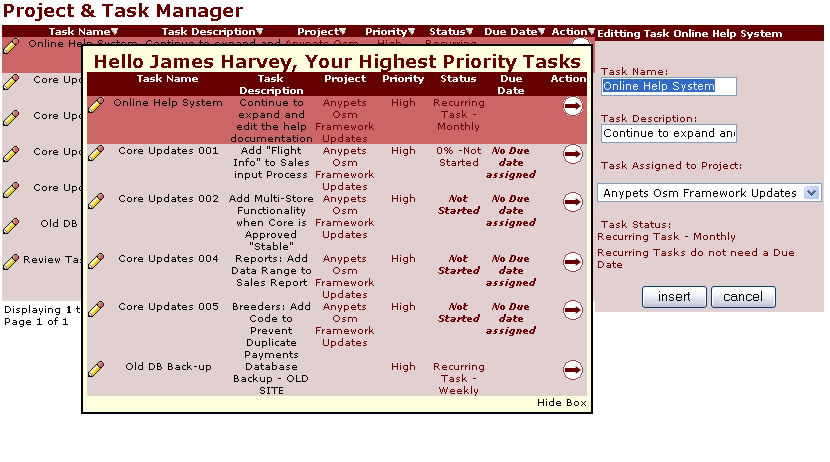 Project & Task Manager
Task Name Task Description Project Priority Status Due Date Action
Online Help System Continue to expand and Anypets Osm High Recurring
Core Upd
Core Upd
Core Upd
Core Upd
Old DB
Review Tas
Displaying 1 t
Page 1 of 1
Hello James Harvey, Your Highest Priority Tasks
Task Name Task Project Priority Status Due Action
Description Date
Online Help System Continue to Anypets High Recurring
expand and Osm Task -
edit the help Framework Monthly
documentation Updates
Core Updates 001 Add "Flight Anypets High 0% -Not No Due
Info" to Sales Osm Started date
input Process Framework assigned
Updates
Core Updates 002 Add Multi-Store Anypets High Not No Due
Functionality Osm Started date
when Core is Framework assigned
Approved Updates
"Stable"
Core Updates 004 Reports: Add Anypets High Not No Due
Data Range to Osm Started date
Sales Report Framework assigned
Updates
Core Updates 005 Breeders: Add Anypets High Not No Due
Code to Osm Started date
Prevent Framework assigned
Duplicate Updates
Payments
Old DB Back-up Database High Recurring
Backup - OLD Task -
SITE Weekly
Hide Box
Editting Task Online Help System
Task Name:
Online Help System
Task Description:
Continue to expand an
Task Assigned to Project:
Anypets Osm Framework Updates
Task Status:
Recurring Task - Monthly
Recurring Tasks do not need a Due
Date
insert cancel